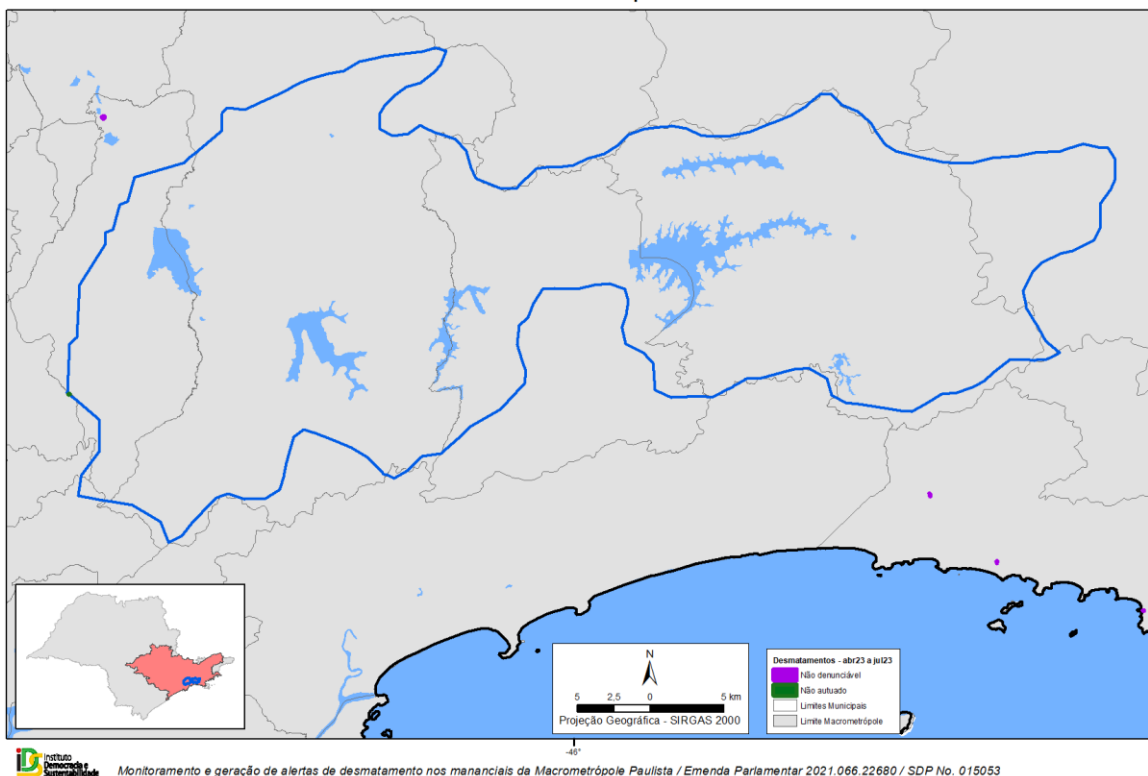 N
5 2.5 0 5 km
Projeção Geográfica - SIRGAS 2000
Desmatamentos - abr23 a jul23
Não denunciável
Não autuado
Limites Municipais
Limite Macrometrópole
-46°
iDS Instituto
Democracia e
Sustentabilidade
Monitoramento e geração de alertas de desmatamento nos mananciais da Macrometrópole Paulista / Emenda Parlamentar 2021.066.22680 / SDP No. 015053